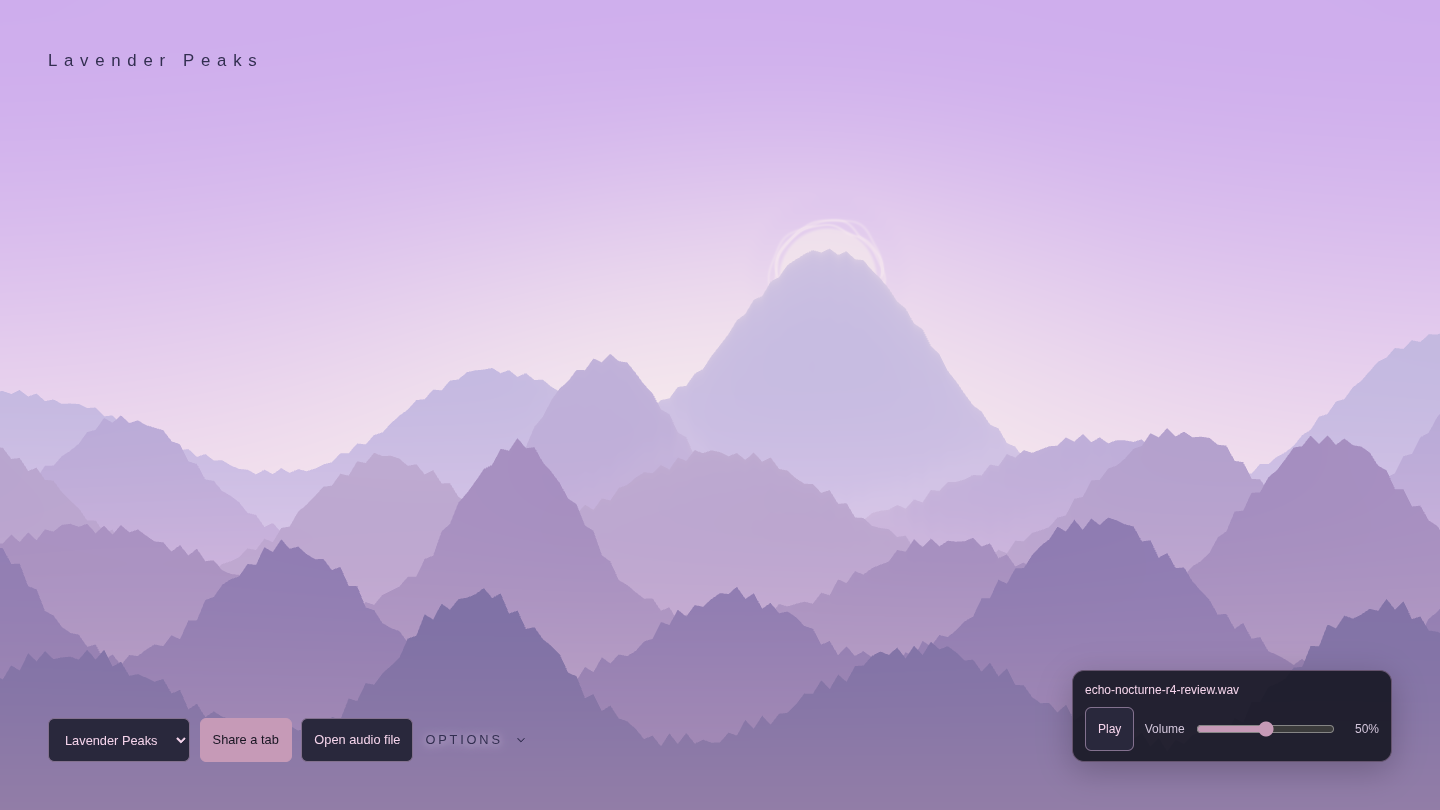 Lavender Peaks
echo-nocturne-r4-review.wav
Play
Volume
50%
Lavender Peaks
Share a tab
Open audio file
OPTIONS